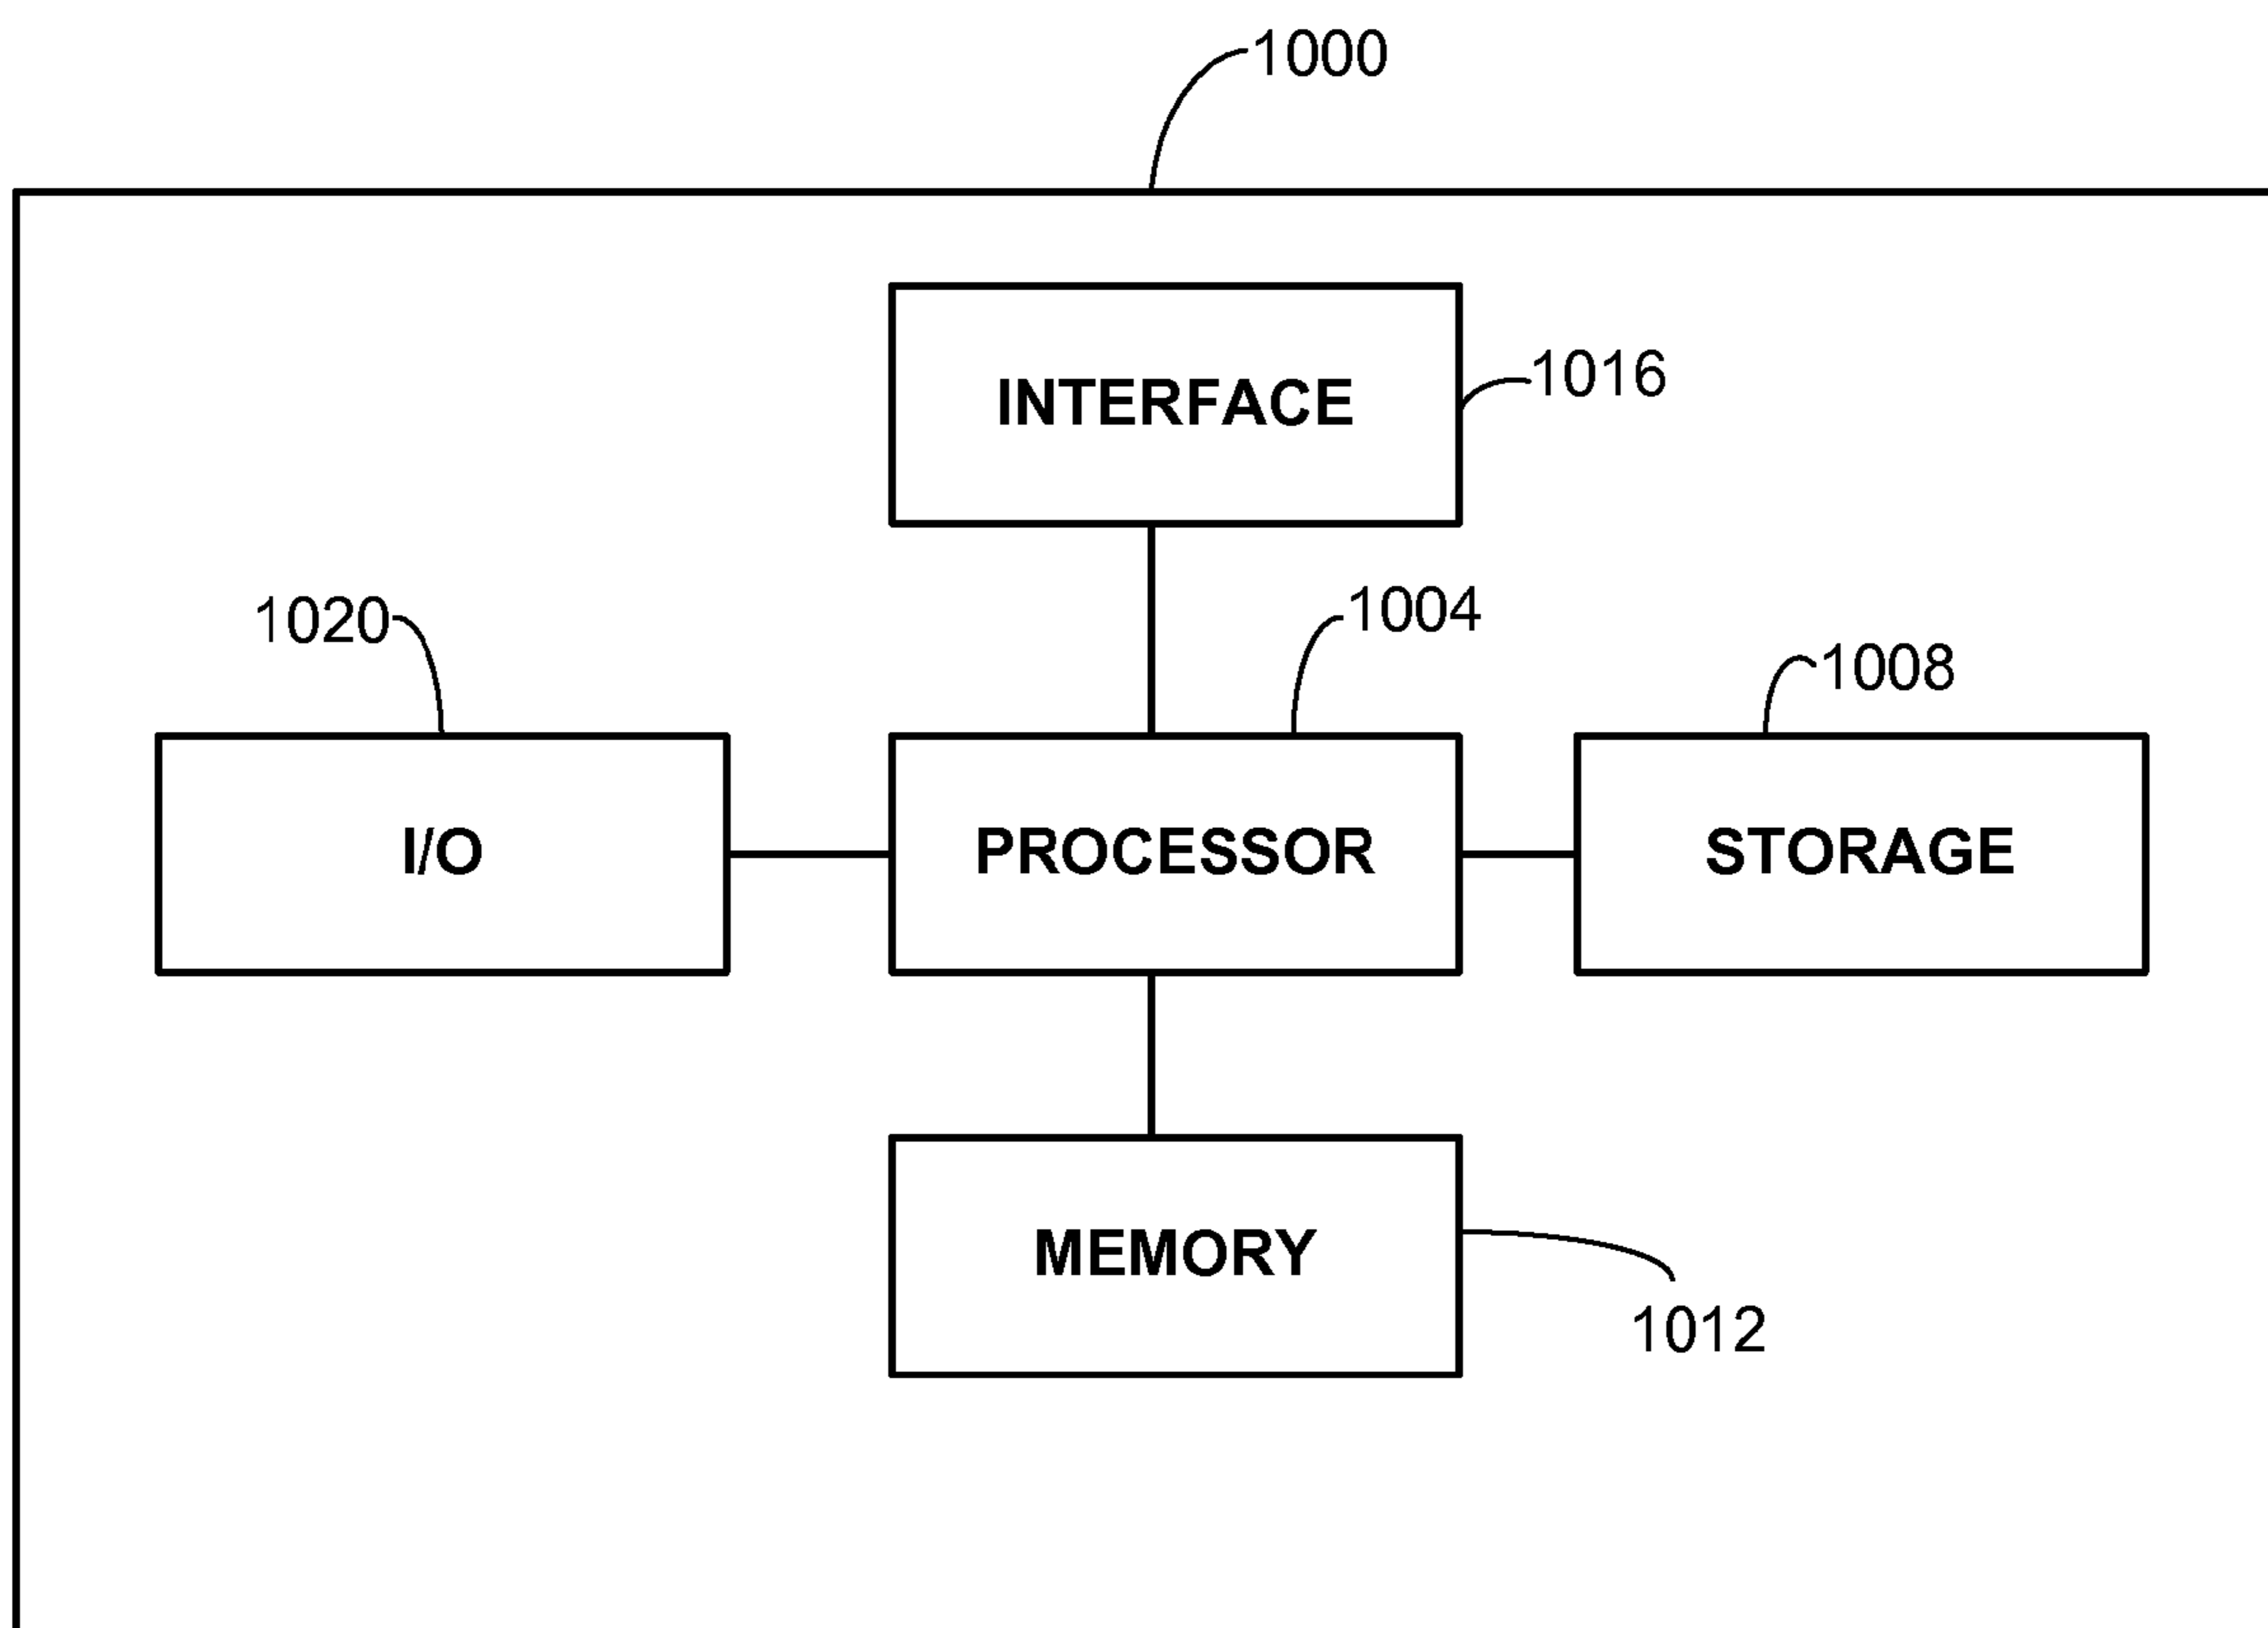 1000
INTERFACE
1016
1020
1004
1008
I/O
PROCESSOR
STORAGE
MEMORY
1012